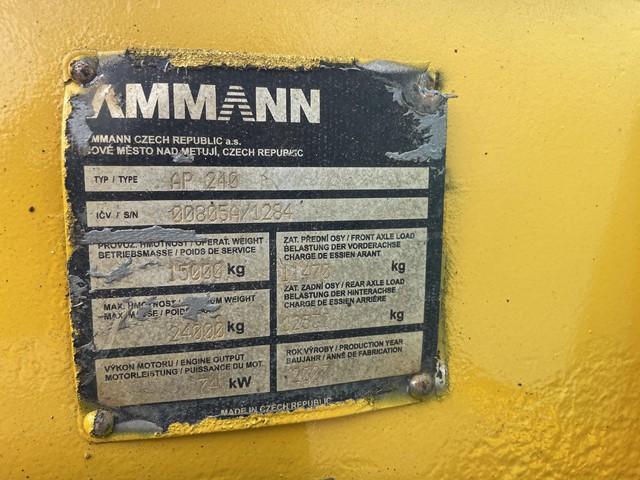 AMMANN
MMANN CZECH REPUBLIC a.s.
OVÉ MĚSTO NAD METUJÍ, CZECH REPUBLIC
TYP / TYPE AP 240
IČV / S/N 00805A/1284
PROVOZ. HMOTNOST / OPERAT. WEIGHT
BETRIEBSMASSE / POIDS DE SERVICE
15000 kg
ZAT. PŘEDNÍ OSY / FRONT AXLE LOAD
BELASTUNG DER VORDERACHSE
CHARGE DE ESSIEN ARANT
11470 kg
MAX. WEIGHT
MAX.
24000 kg
ZAT. ZADNÍ OSY / REAR AXLE LOAD
BELASTUNG DER HINTERACHSE
CHARGE DE ESSIEN ARRIÈRE
kg
VÝKON MOTORU / ENGINE OUTPUT
MOTORLEISTUNG / PUISSANCE DU MOT.
74 kW
ROK VÝROBY / PRODUCTION YEAR
BAUJAHR / ANNÉ DE FABRICATION
MADE IN CZECH REPUBLIC